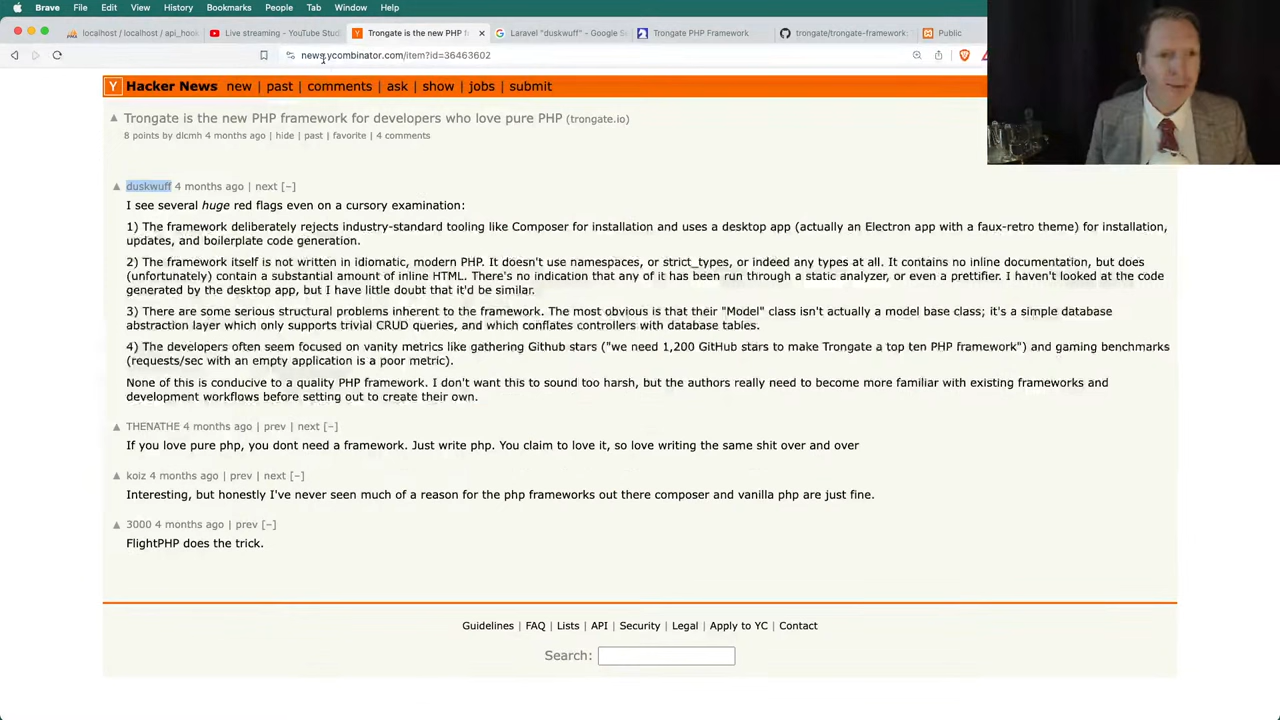 Brave File Edit View History Bookmarks People Tab Window Help
localhost / localhost / api_hook
Live streaming - YouTube Stud
Trongate is the new PHP f
Laravel "duskwuff" - Google S
Trongate PHP Framework
trongate/trongate-framework:
Public
news.ycombinator.com/item?id=36463602
Y Hacker News new | past | comments | ask | show | jobs | submit
Trongate is the new PHP framework for developers who love pure PHP (trongate.io)
8 points by dlcmh 4 months ago | hide | past | favorite | 4 comments
duskwuff 4 months ago | next [–]
I see several huge red flags even on a cursory examination:
1) The framework deliberately rejects industry-standard tooling like Composer for installation and uses a desktop app (actually an Electron app with a faux-retro theme) for installation,
updates, and boilerplate code generation.
2) The framework itself is not written in idiomatic, modern PHP. It doesn't use namespaces, or strict_types, or indeed any types at all. It contains no inline documentation, but does
(unfortunately) contain a substantial amount of inline HTML. There's no indication that any of it has been run through a static analyzer, or even a prettifier. I haven't looked at the code
generated by the desktop app, but I have little doubt that it'd be similar.
3) There are some serious structural problems inherent to the framework. The most obvious is that their "Model" class isn't actually a model base class; it's a simple database
abstraction layer which only supports trivial CRUD queries, and which conflates controllers with database tables.
4) The developers often seem focused on vanity metrics like gathering Github stars ("we need 1,200 GitHub stars to make Trongate a top ten PHP framework") and gaming benchmarks
(requests/sec with an empty application is a poor metric).
None of this is conducive to a quality PHP framework. I don't want this to sound too harsh, but the authors really need to become more familiar with existing frameworks and
development workflows before setting out to create their own.
THENATHE 4 months ago | prev | next [–]
If you love pure php, you dont need a framework. Just write php. You claim to love it, so love writing the same shit over and over
koiz 4 months ago | prev | next [–]
Interesting, but honestly I've never seen much of a reason for the php frameworks out there composer and vanilla php are just fine.
3000 4 months ago | prev [–]
FlightPHP does the trick.
Guidelines | FAQ | Lists | API | Security | Legal | Apply to YC | Contact
Search: